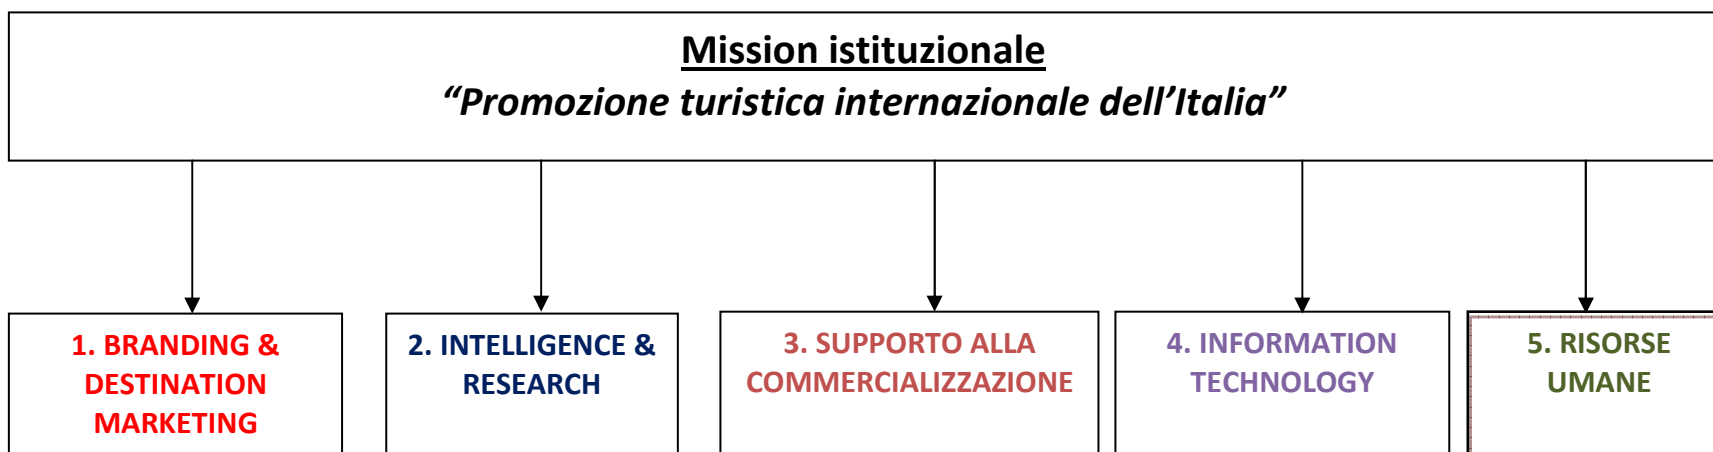 Mission istituzionale
“Promozione turistica internazionale dell’Italia”
1. BRANDING &
DESTINATION
MARKETING
2. INTELLIGENCE &
RESEARCH
3. SUPPORTO ALLA
COMMERCIALIZZAZIONE
4. INFORMATION
TECHNOLOGY
5. RISORSE
UMANE